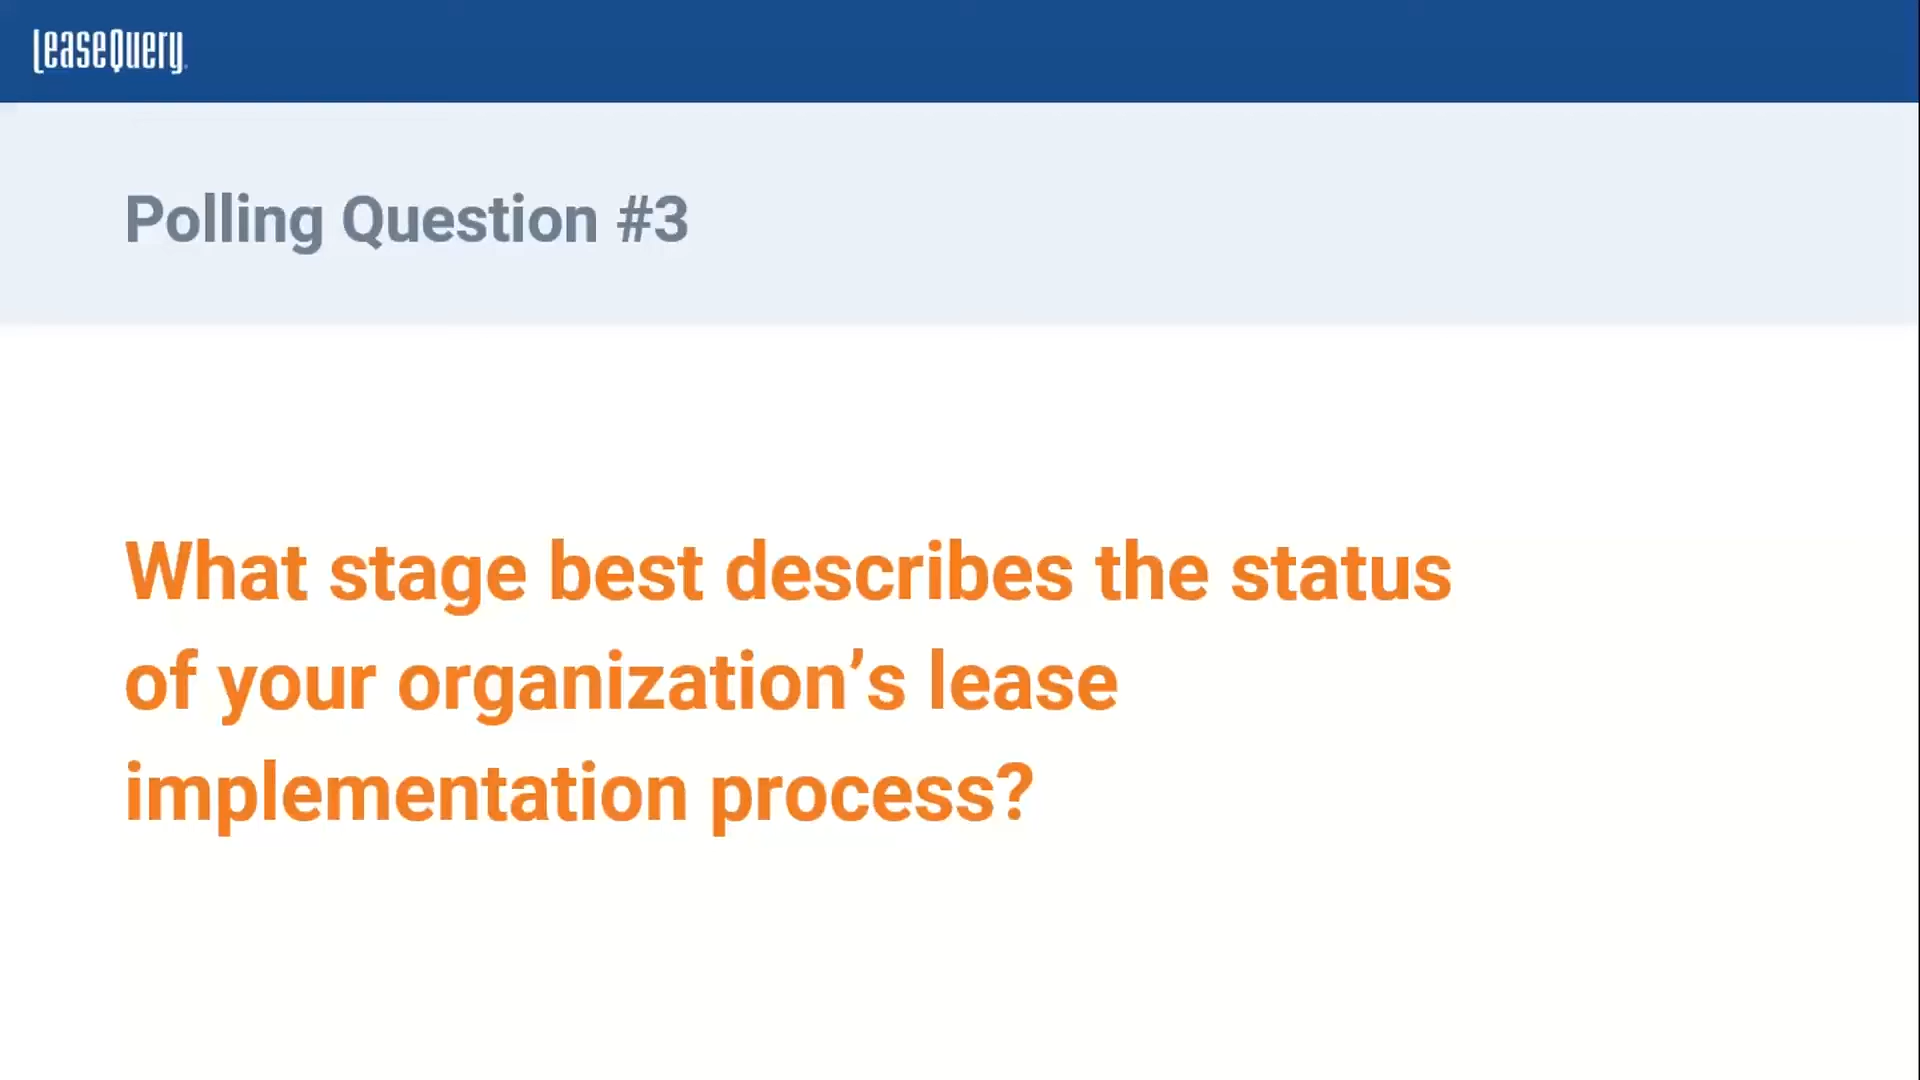 LeaseQuery
Polling Question #3
What stage best describes the status
of your organization’s lease
implementation process?